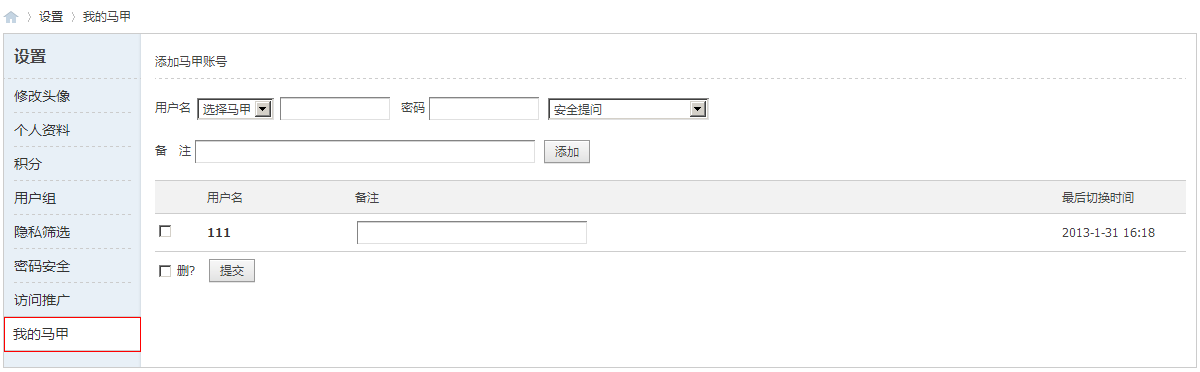 设置 我的马甲
设置
修改头像
个人资料
积分
用户组
隐私筛选
密码安全
访问推广
我的马甲
添加马甲账号
用户名 选择马甲 密码 安全提问
备 注 添加
用户名 备注 最后切换时间
111 2013-1-31 16:18
删? 提交